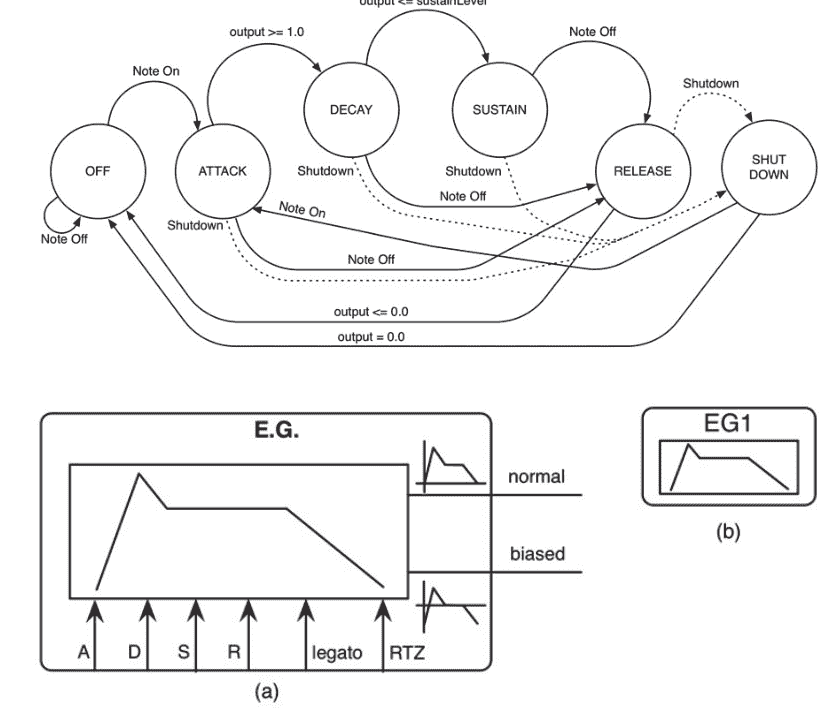 output <= sustainLevel
output >= 1.0
Note Off
Note On
Shutdown
DECAY
SUSTAIN
OFF
ATTACK
Shutdown
Shutdown
RELEASE
SHUT
DOWN
Note Off
Note On
Shutdown
Note Off
Note Off
output <= 0.0
output = 0.0
E.G.
normal
biased
A
D
S
R
legato
RTZ
(a)
EG1
(b)